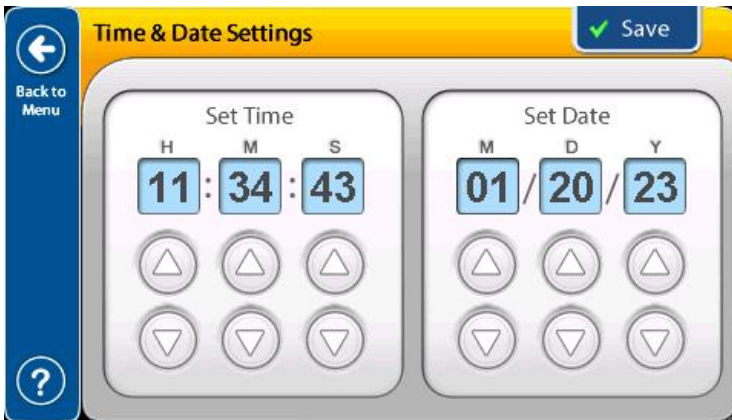 Time & Date Settings
✓ Save
Back to
Menu
Set Time
H M S
11 : 34 : 43
Set Date
M D Y
01 / 20 / 23
?